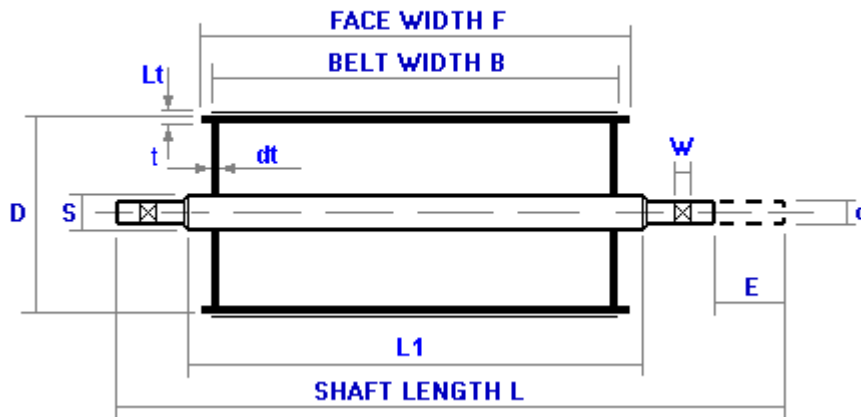 FACE WIDTH F
BELT WIDTH B
Lt
t
dt
W
D
S
d
E
L1
SHAFT LENGTH L